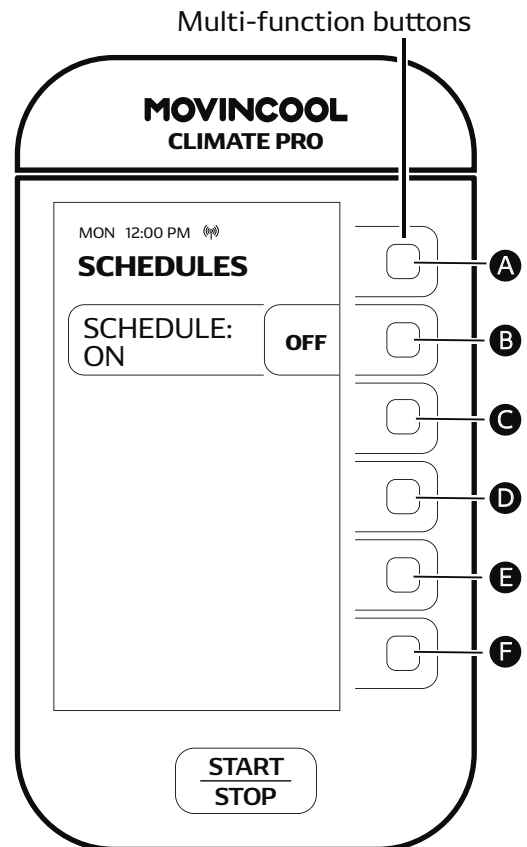 Multi-function buttons
MOVINCOOL
CLIMATE PRO
MON 12:00 PM
SCHEDULES
SCHEDULE:
ON
OFF
A
B
C
D
E
F
START
STOP